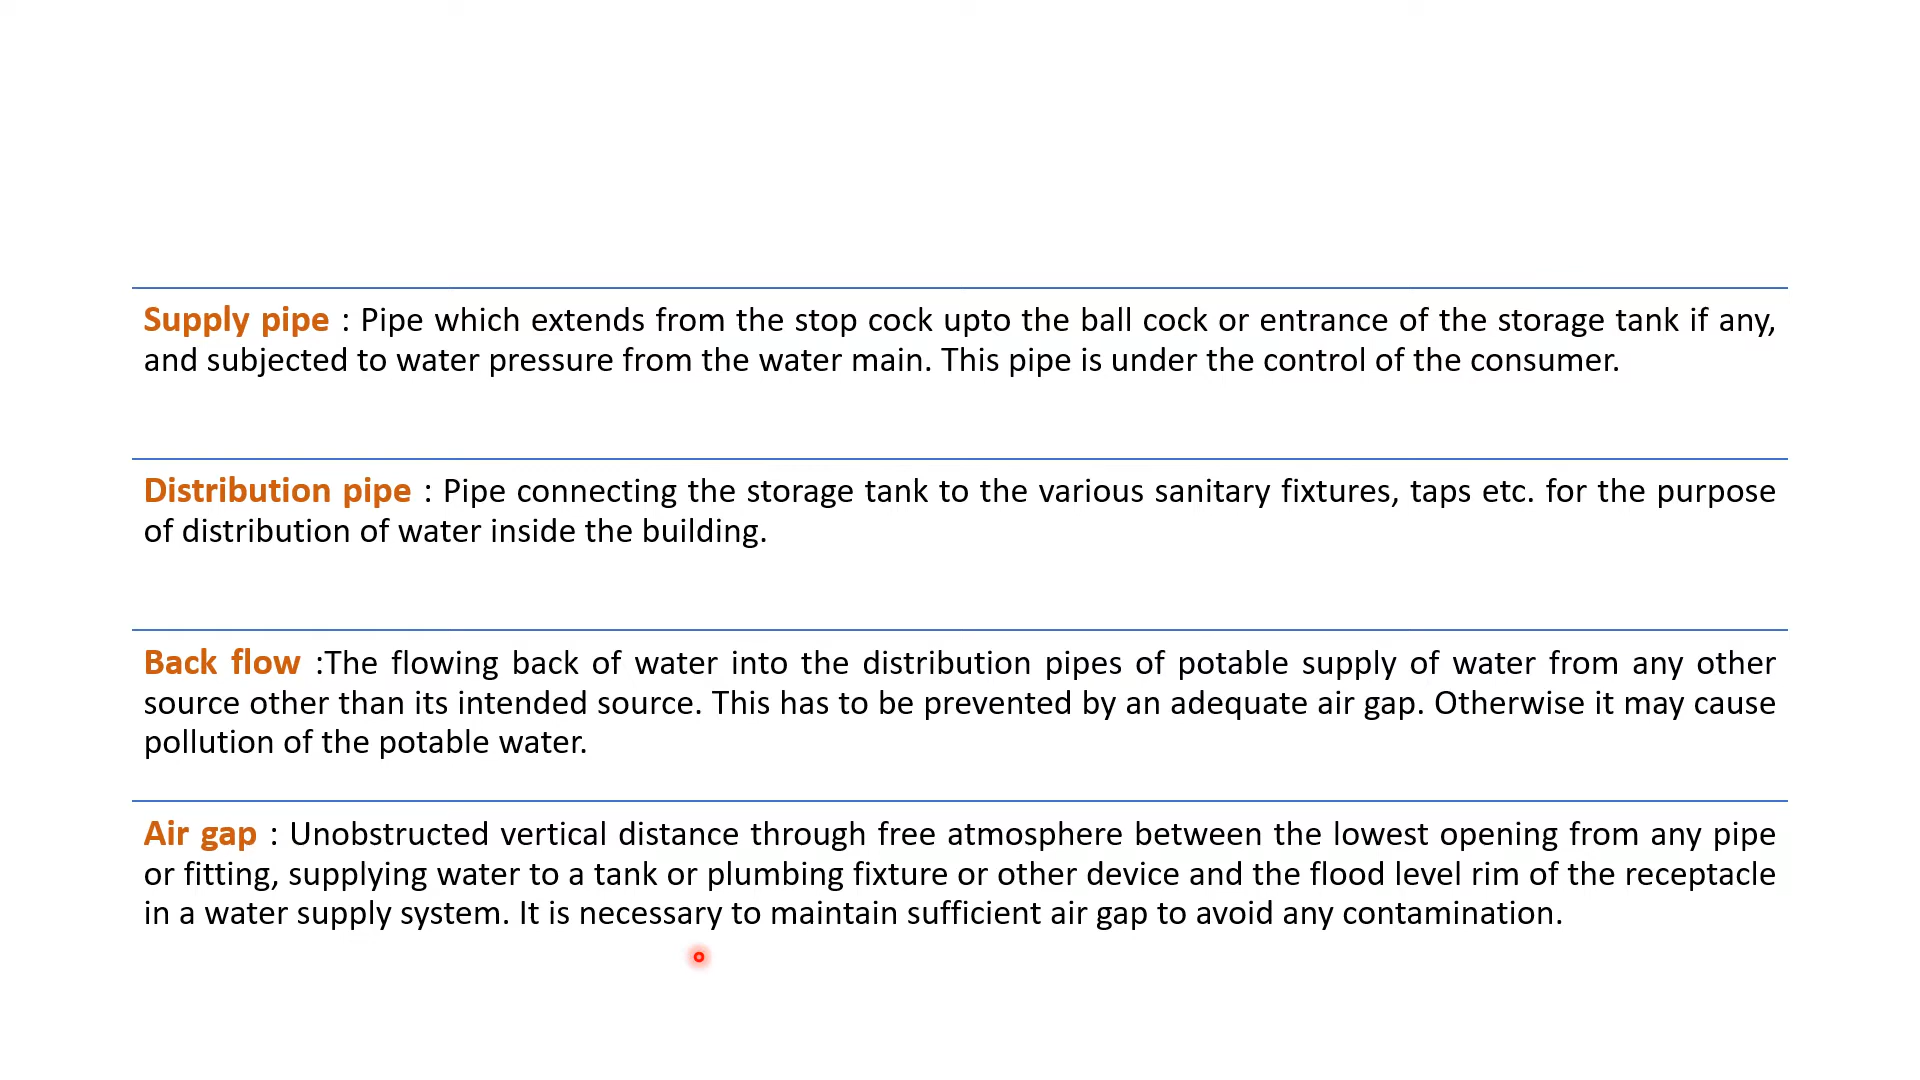 Supply pipe : Pipe which extends from the stop cock upto the ball cock or entrance of the storage tank if any,
and subjected to water pressure from the water main. This pipe is under the control of the consumer.
Distribution pipe : Pipe connecting the storage tank to the various sanitary fixtures, taps etc. for the purpose
of distribution of water inside the building.
Back flow :The flowing back of water into the distribution pipes of potable supply of water from any other
source other than its intended source. This has to be prevented by an adequate air gap. Otherwise it may cause
pollution of the potable water.
Air gap : Unobstructed vertical distance through free atmosphere between the lowest opening from any pipe
or fitting, supplying water to a tank or plumbing fixture or other device and the flood level rim of the receptacle
in a water supply system. It is necessary to maintain sufficient air gap to avoid any contamination.